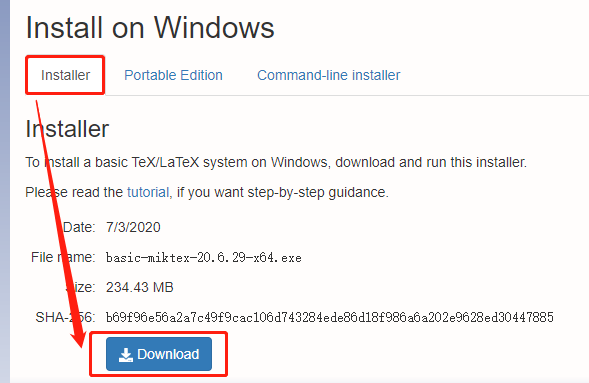 Install on Windows
Installer Portable Edition Command-line installer
Installer
To install a basic TeX/LaTeX system on Windows, download and run this installer.
Please read the tutorial, if you want step-by-step guidance.
Date: 7/3/2020
File name: basic-miktex-20.6.29-x64.exe
Size: 234.43 MB
SHA-256: b69f96e56a2a7c49f9cac106d743284ede86d18f986a6a202e9628ed30447885
Download